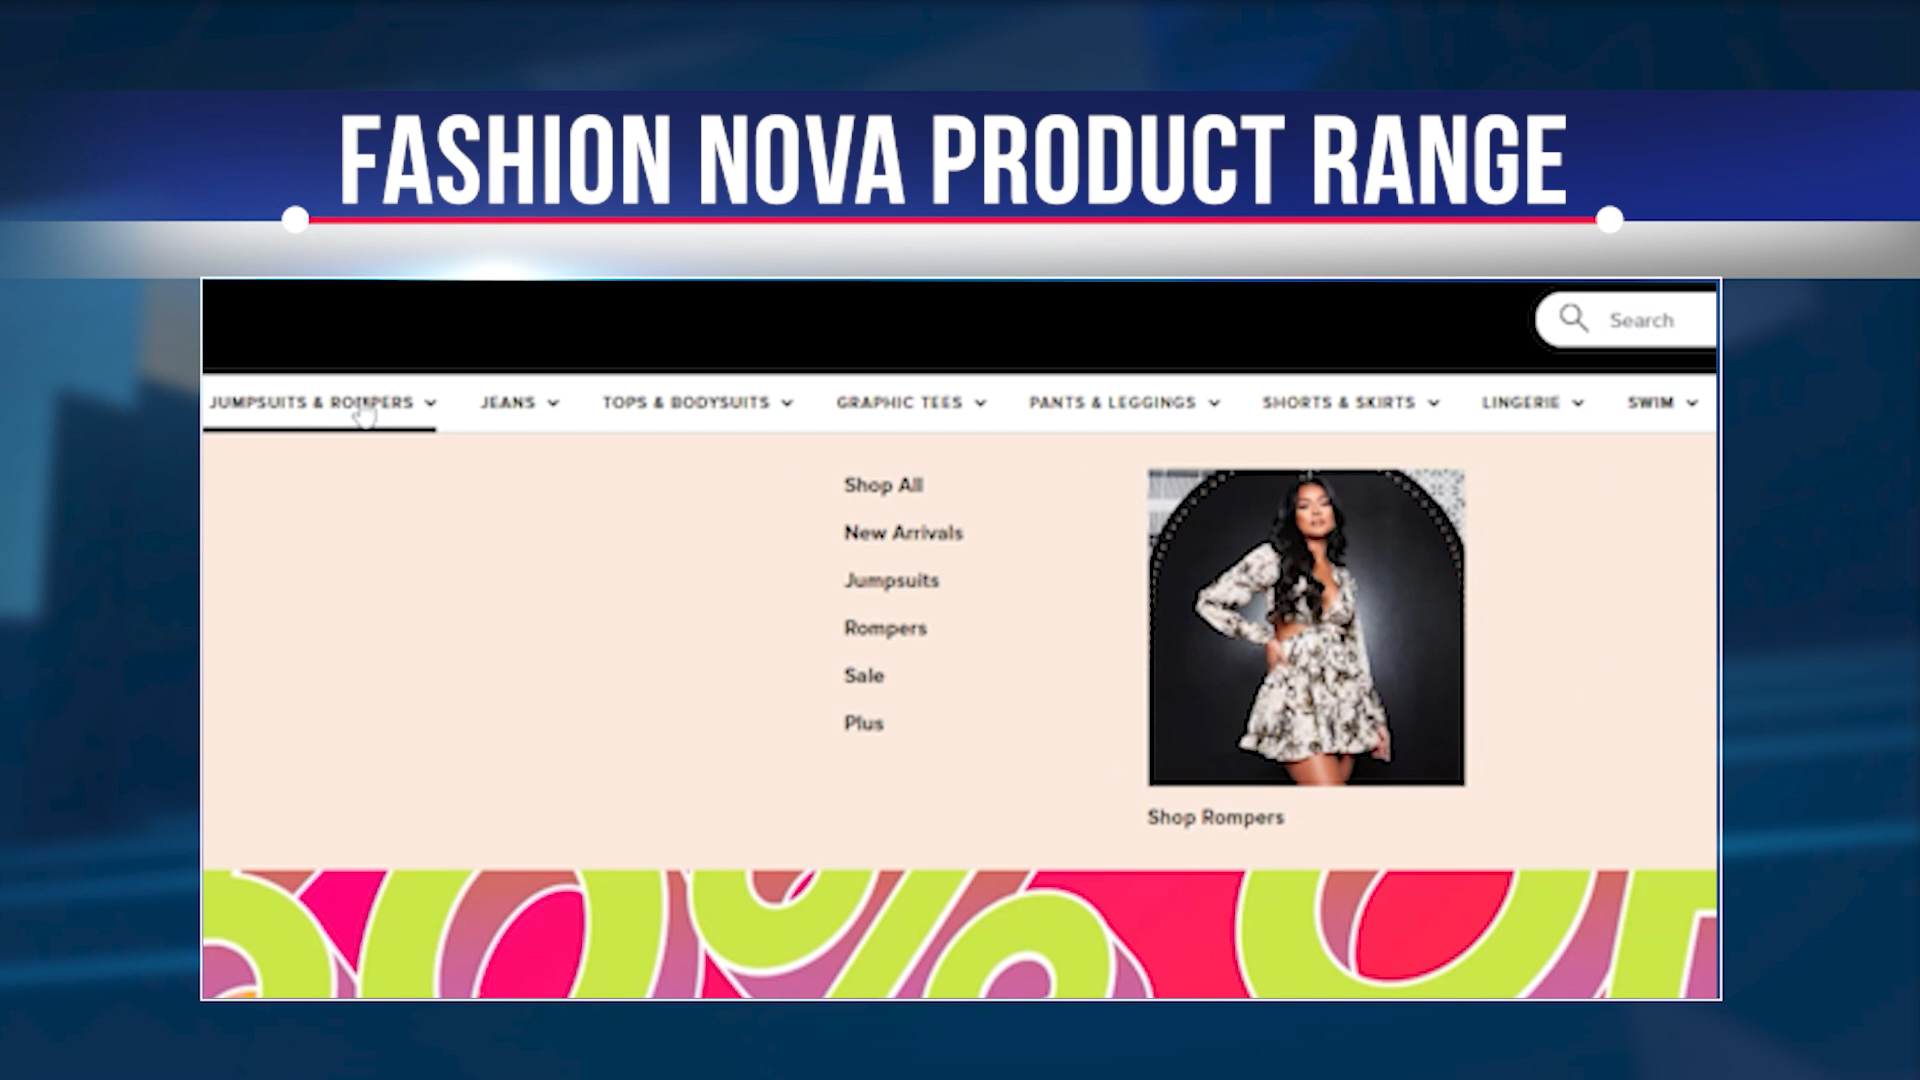 FASHION NOVA PRODUCT RANGE
Search
JUMPSUITS & ROMPERS JEANS TOPS & BODYSUITS GRAPHIC TEES PANTS & LEGGINGS SHORTS & SKIRTS LINGERIE SWIM
Shop All
New Arrivals
Jumpsuits
Rompers
Sale
Plus
Shop Rompers